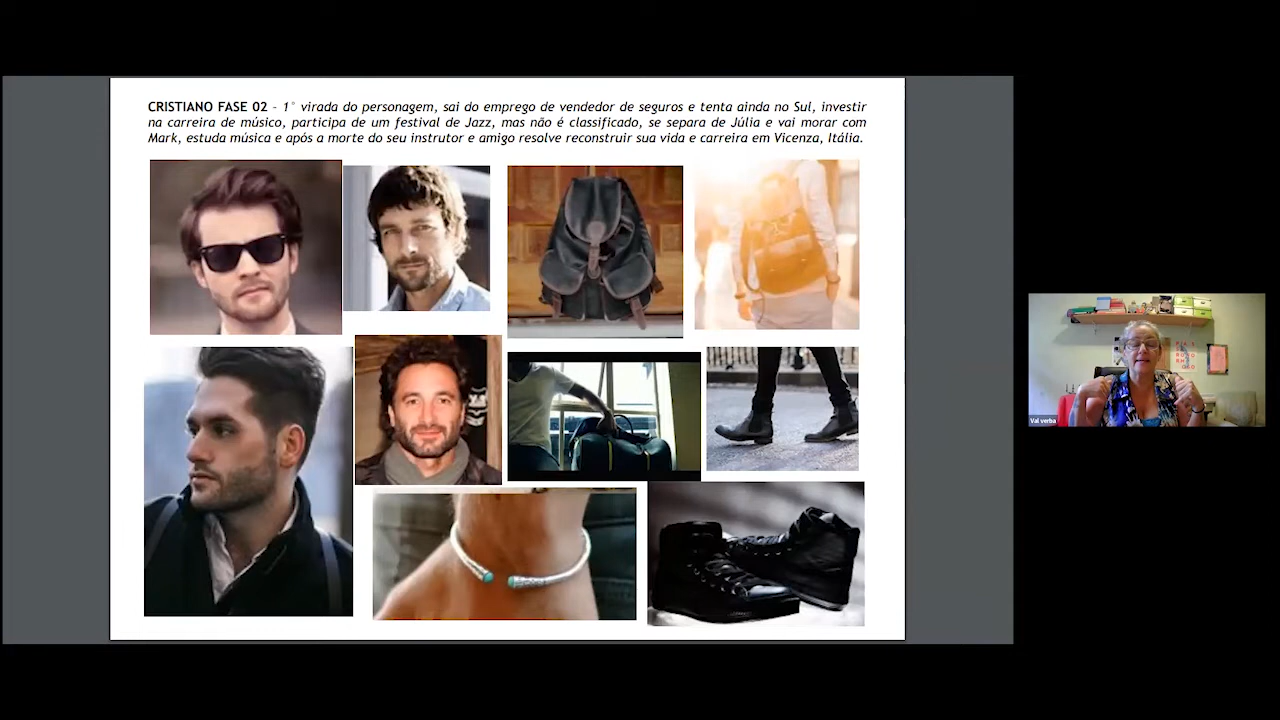 CRISTIANO FASE 02 – 1° virada do personagem, sai do emprego de vendedor de seguros e tenta ainda no Sul, investir
na carreira de músico, participa de um festival de Jazz, mas não é classificado, se separa de Júlia e vai morar com
Mark, estuda música e após a morte do seu instrutor e amigo resolve reconstruir sua vida e carreira em Vicenza, Itália.
Val verba